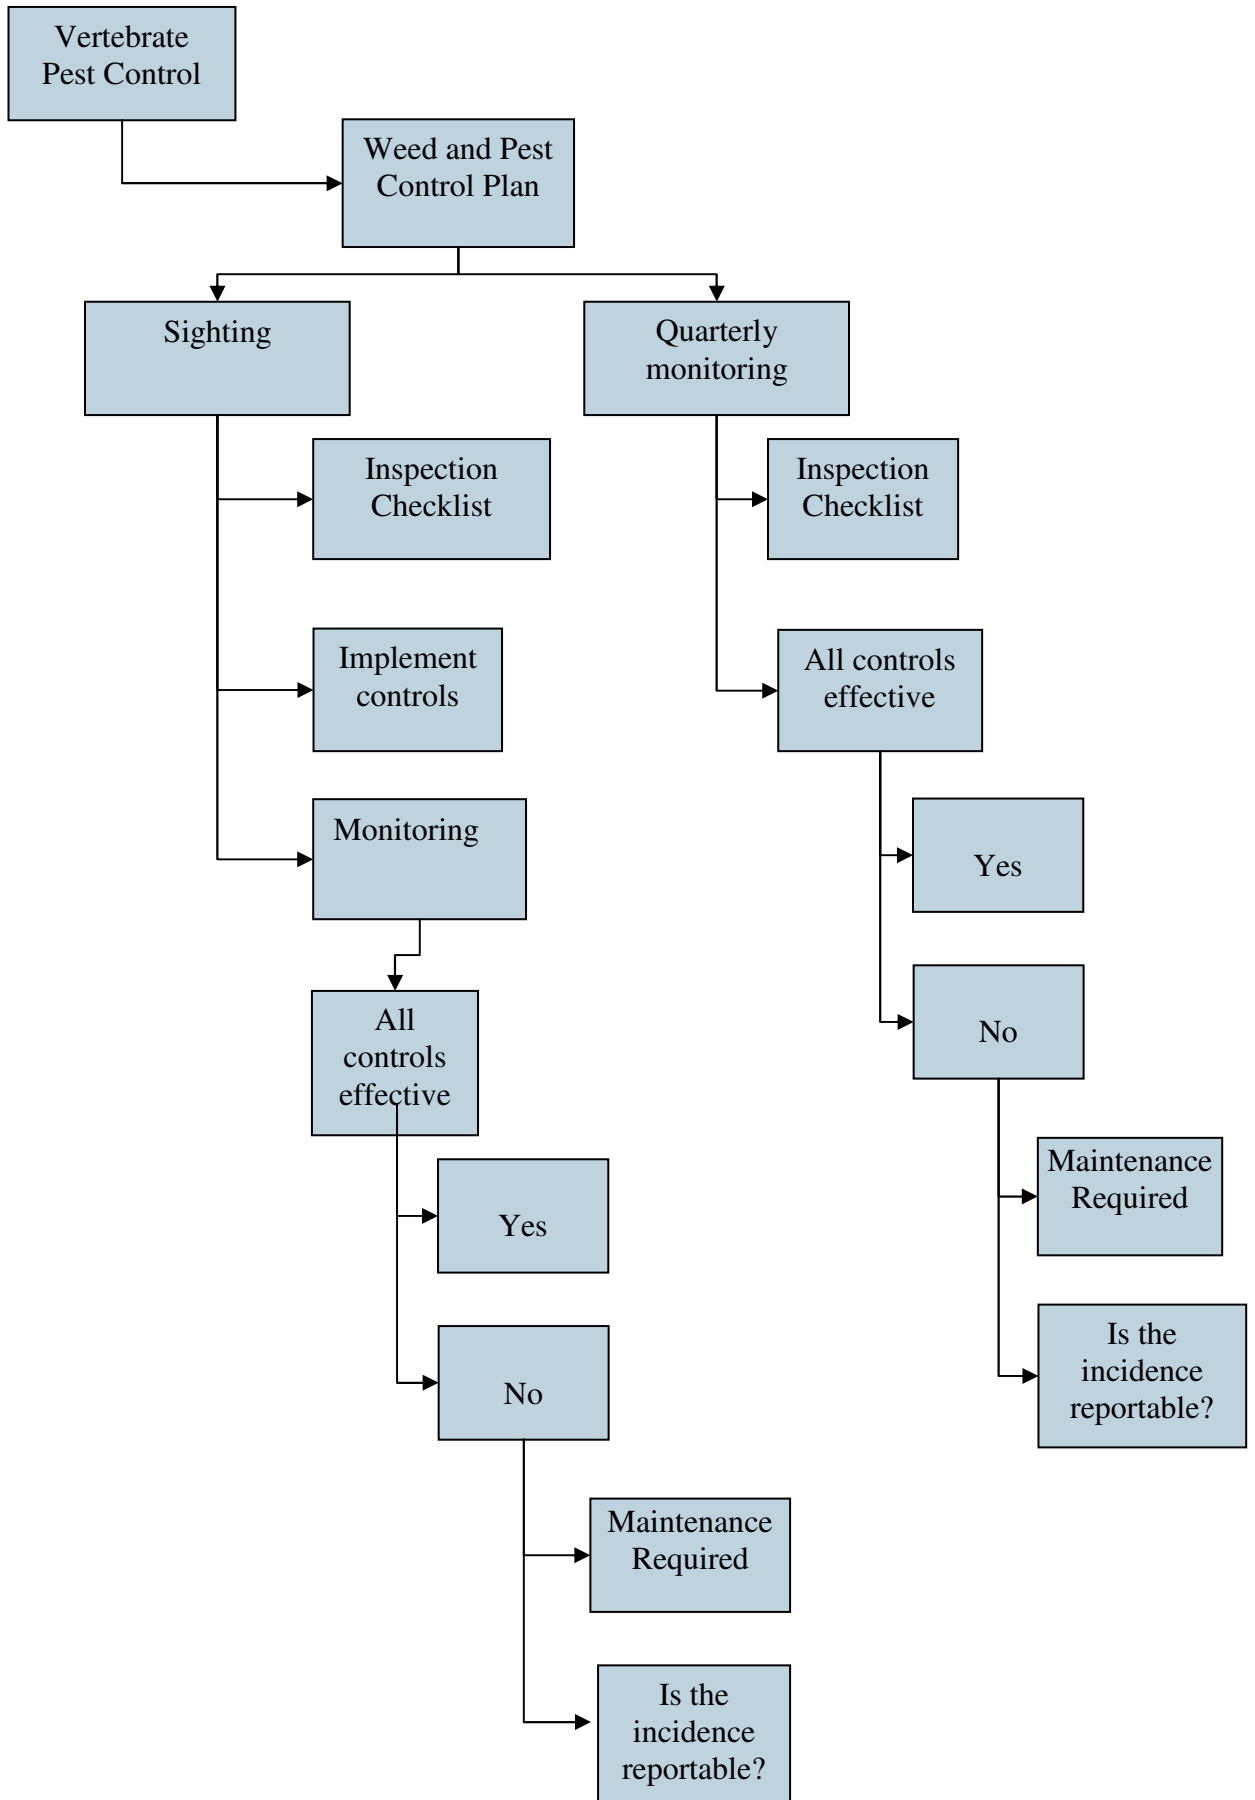 Vertebrate
Pest Control
Weed and Pest
Control Plan
Sighting
Quarterly
monitoring
Inspection
Checklist
Inspection
Checklist
Implement
controls
All controls
effective
Monitoring
Yes
No
All
controls
effective
Maintenance
Required
Yes
Is the
incidence
reportable?
No
Maintenance
Required
Is the
incidence
reportable?